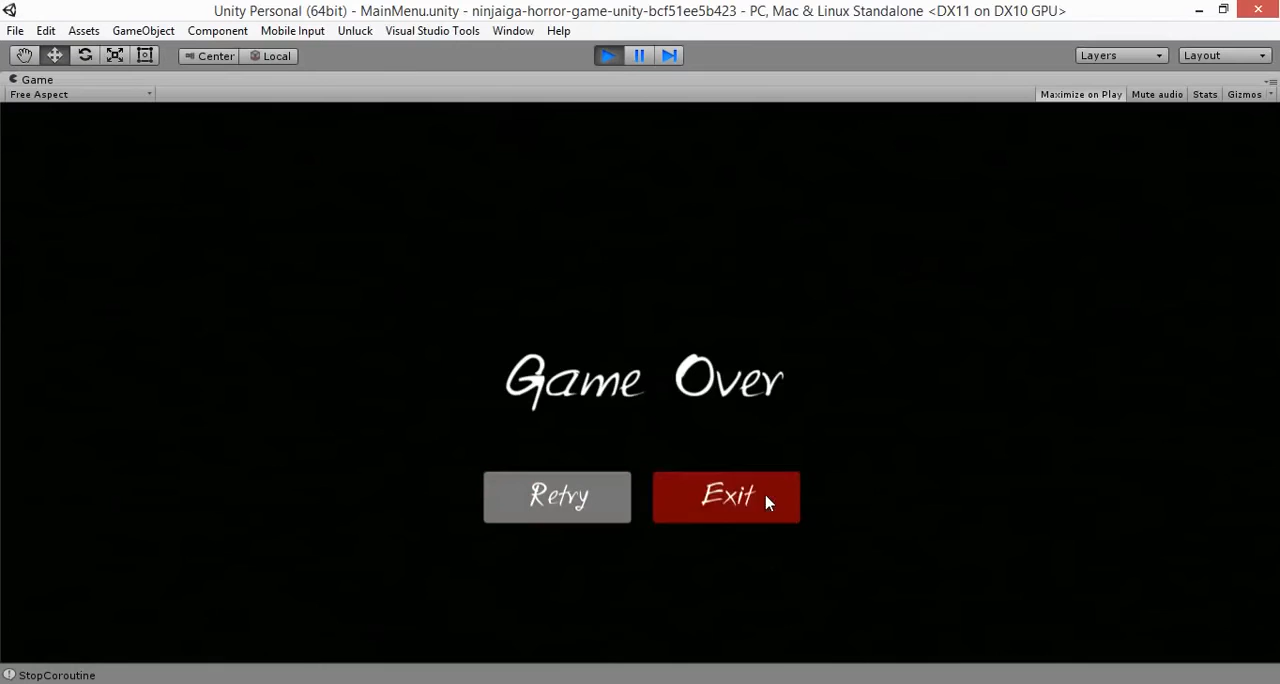 Unity Personal (64bit) - MainMenu.unity - ninjaiga-horror-game-unity-bcf51ee5b423 - PC, Mac & Linux Standalone <DX11 on DX10 GPU>
File Edit Assets GameObject Component Mobile Input Unluck Visual Studio Tools Window Help
Center Local Layers Layout
Game
Free Aspect Maximize on Play Mute audio Stats Gizmos
Game Over
Retry Exit
StopCoroutine